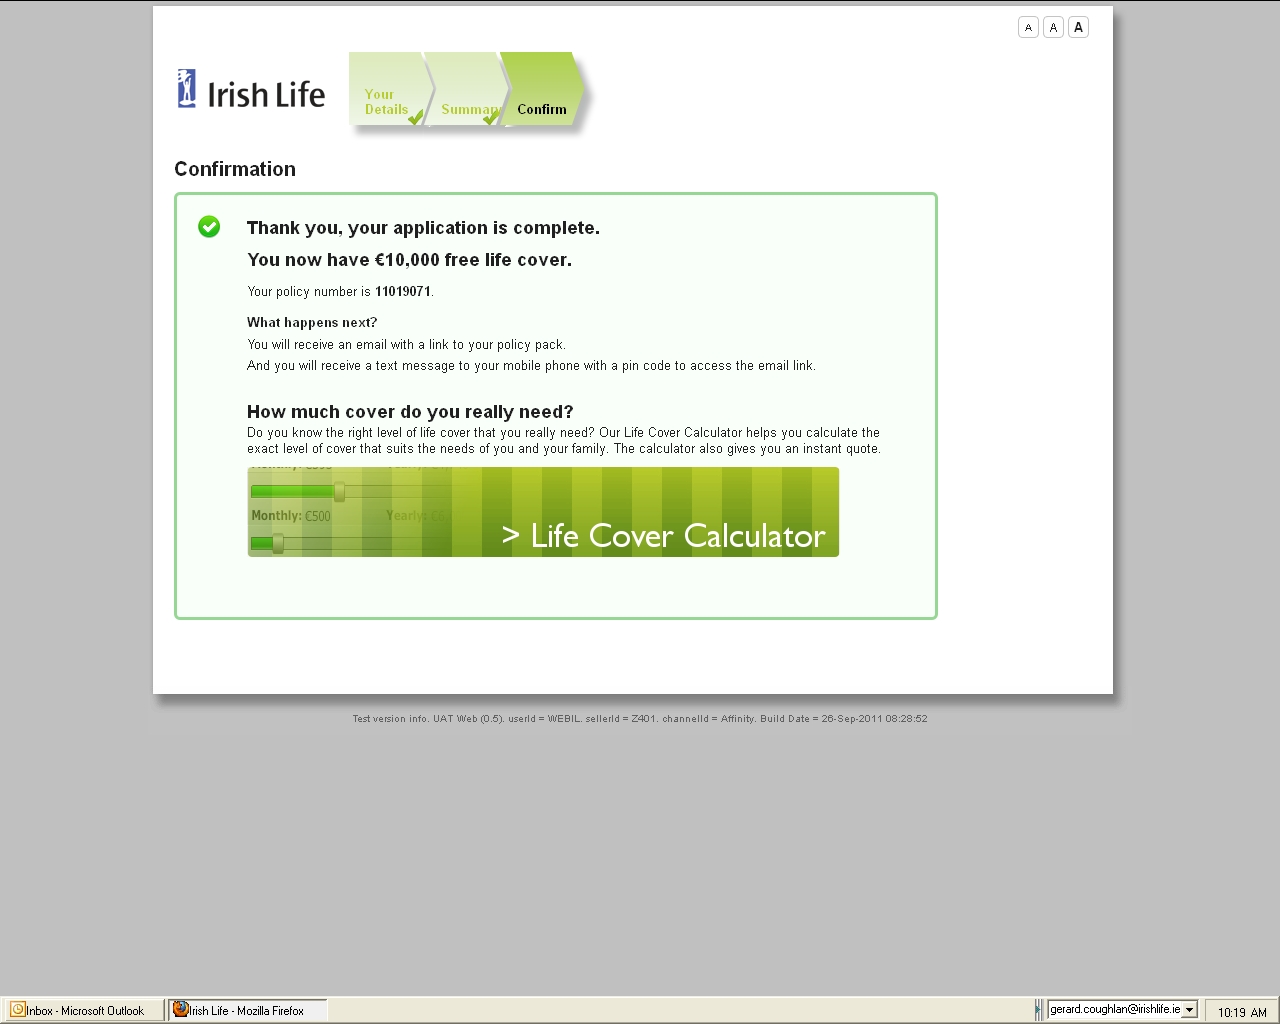 A A A
Irish Life
Your
Details
Summary
Confirm
Confirmation
Thank you, your application is complete.
You now have €10,000 free life cover.
Your policy number is 11019071.
What happens next?
You will receive an email with a link to your policy pack.
And you will receive a text message to your mobile phone with a pin code to access the email link.
How much cover do you really need?
Do you know the right level of life cover that you really need? Our Life Cover Calculator helps you calculate the
exact level of cover that suits the needs of you and your family. The calculator also gives you an instant quote.
Monthly: €500 Yearly: €6
> Life Cover Calculator
Test version info. UAT Web (0.5). userId = WEBIL. sellerId = Z401. channelId = Affinity. Build Date = 26-Sep-2011 08:28:52
Inbox - Microsoft Outlook
Irish Life - Mozilla Firefox
gerard.coughlan@irishlife.ie
10:19 AM